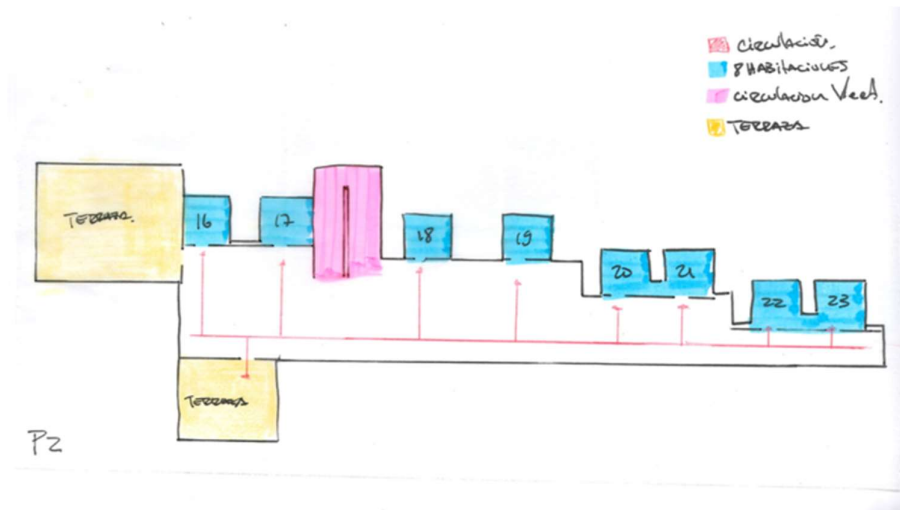 CIRCULACIÓN.
8 HABITACIONES
CIRCULACION VERT.
TERRAZA
TERRAZA.
16
17
18
19
20
21
22
23
TERRAZA
P2